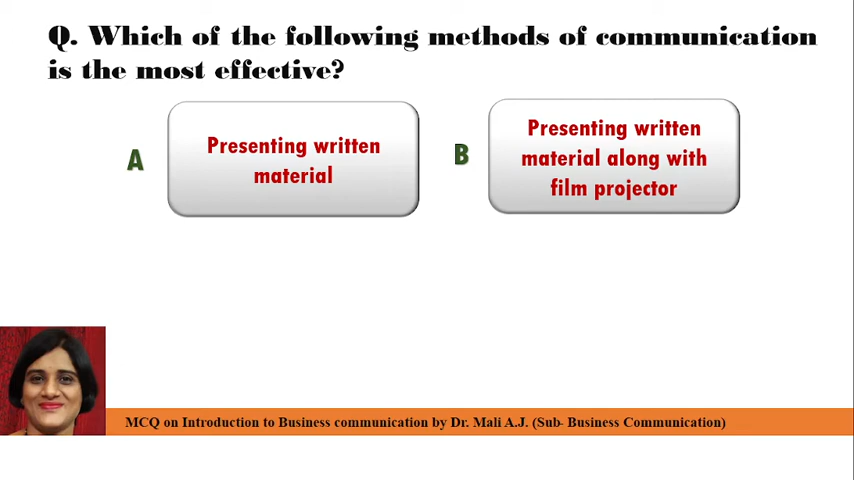 Q. Which of the following methods of communication
is the most effective?
A
Presenting written
material
B
Presenting written
material along with
film projector
MCQ on Introduction to Business communication by Dr. Mali A.J. (Sub- Business Communication)